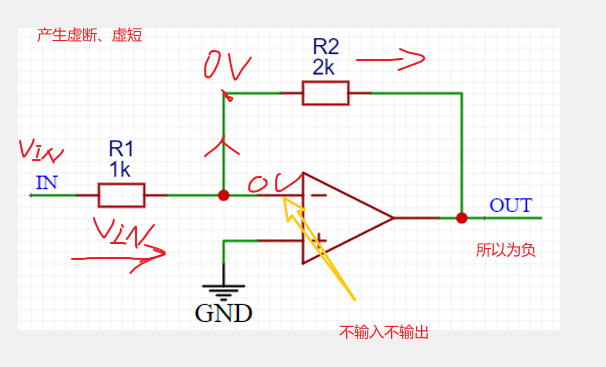 产生虚断、虚短
0V
R2
2k
VIN
R1
1k
IN
0V
−
OUT
VIN
+
所以为负
GND
不输入不输出